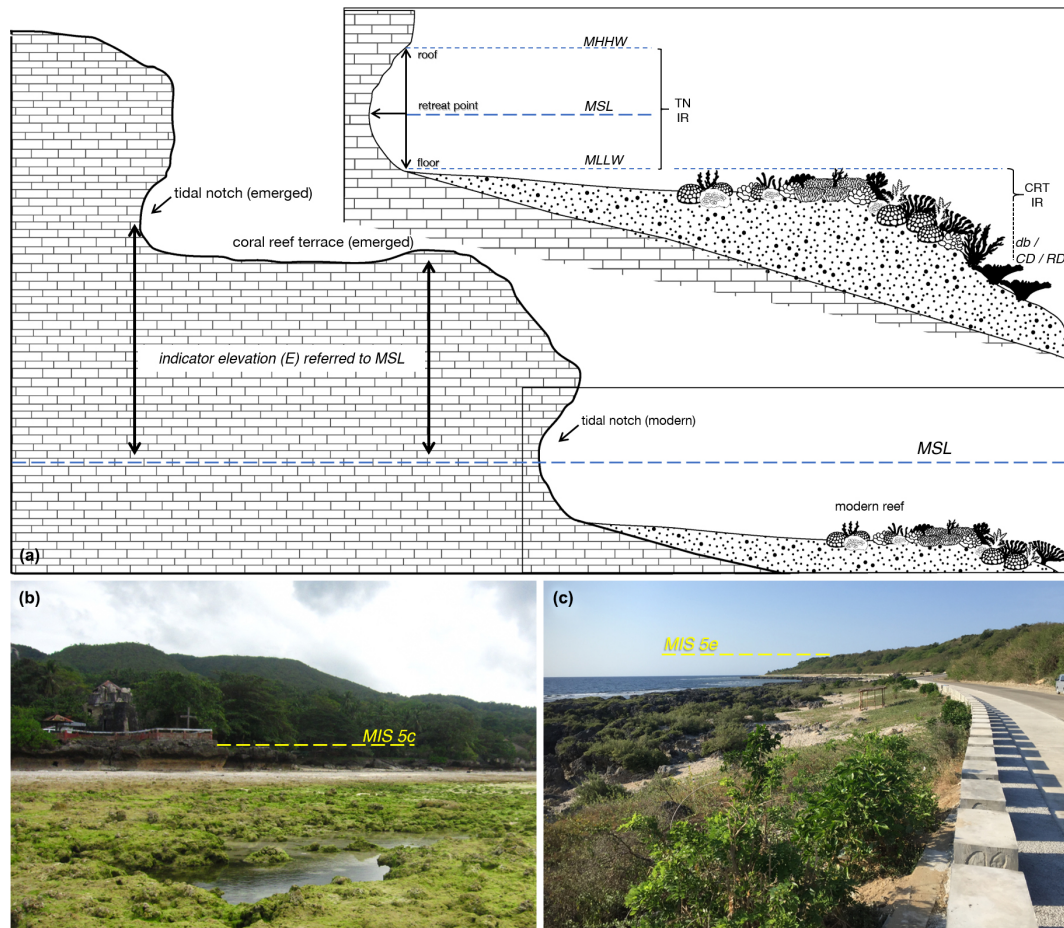 MHHW
roof
retreat point
MSL
TN
IR
floor
MLLW
CRT
IR
db /
CD / RD
tidal notch (emerged)
coral reef terrace (emerged)
indicator elevation (E) referred to MSL
tidal notch (modern)
MSL
modern reef
(a)
(b)
MIS 5c
(c)
MIS 5e